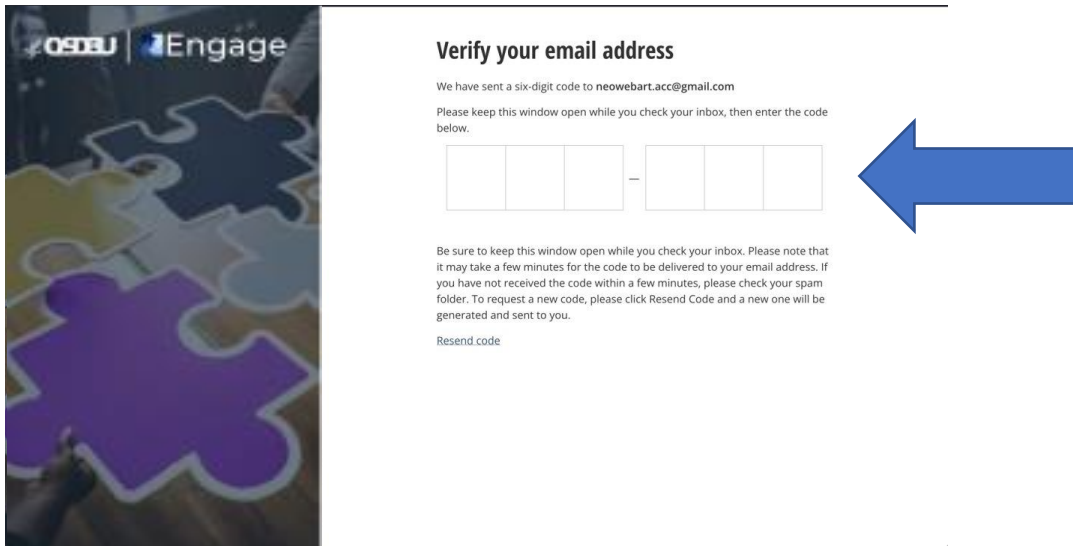 OSDBU | Engage
Verify your email address
We have sent a six-digit code to neowebart.acc@gmail.com
Please keep this window open while you check your inbox, then enter the code
below.
—
Be sure to keep this window open while you check your inbox. Please note that
it may take a few minutes for the code to be delivered to your email address. If
you have not received the code within a few minutes, please check your spam
folder. To request a new code, please click Resend Code and a new one will be
generated and sent to you.
Resend code